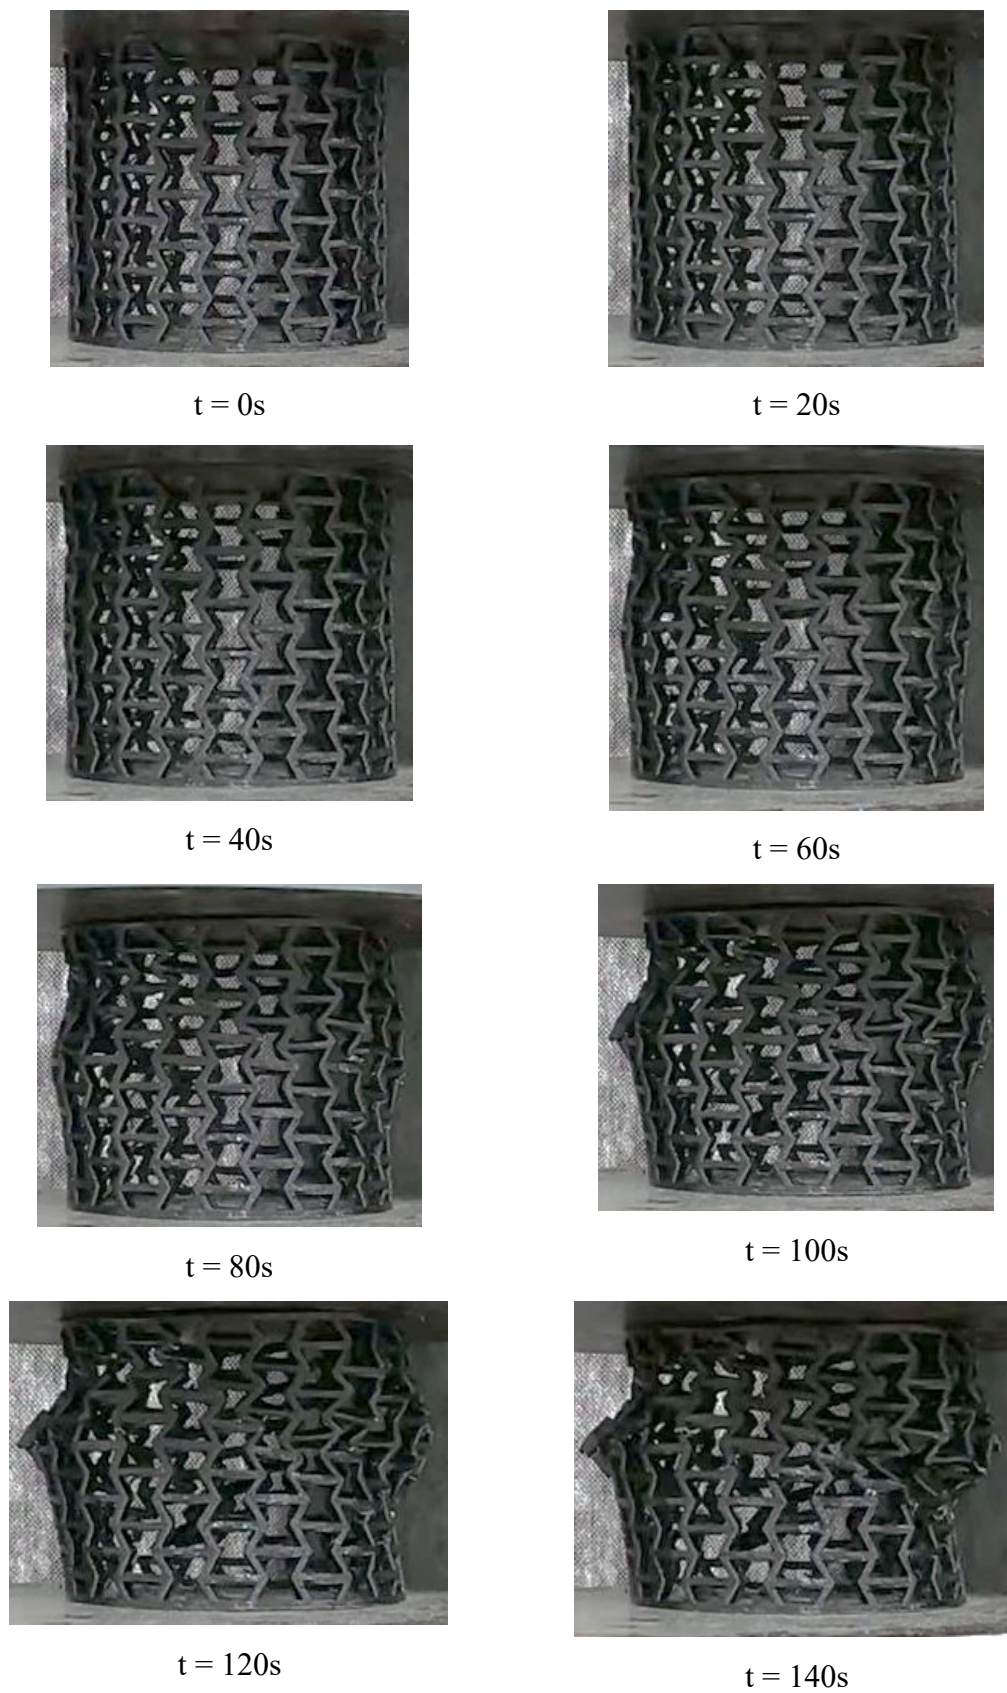 t = 0s
t = 20s
t = 40s
t = 60s
t = 80s
t = 100s
t = 120s
t = 140s